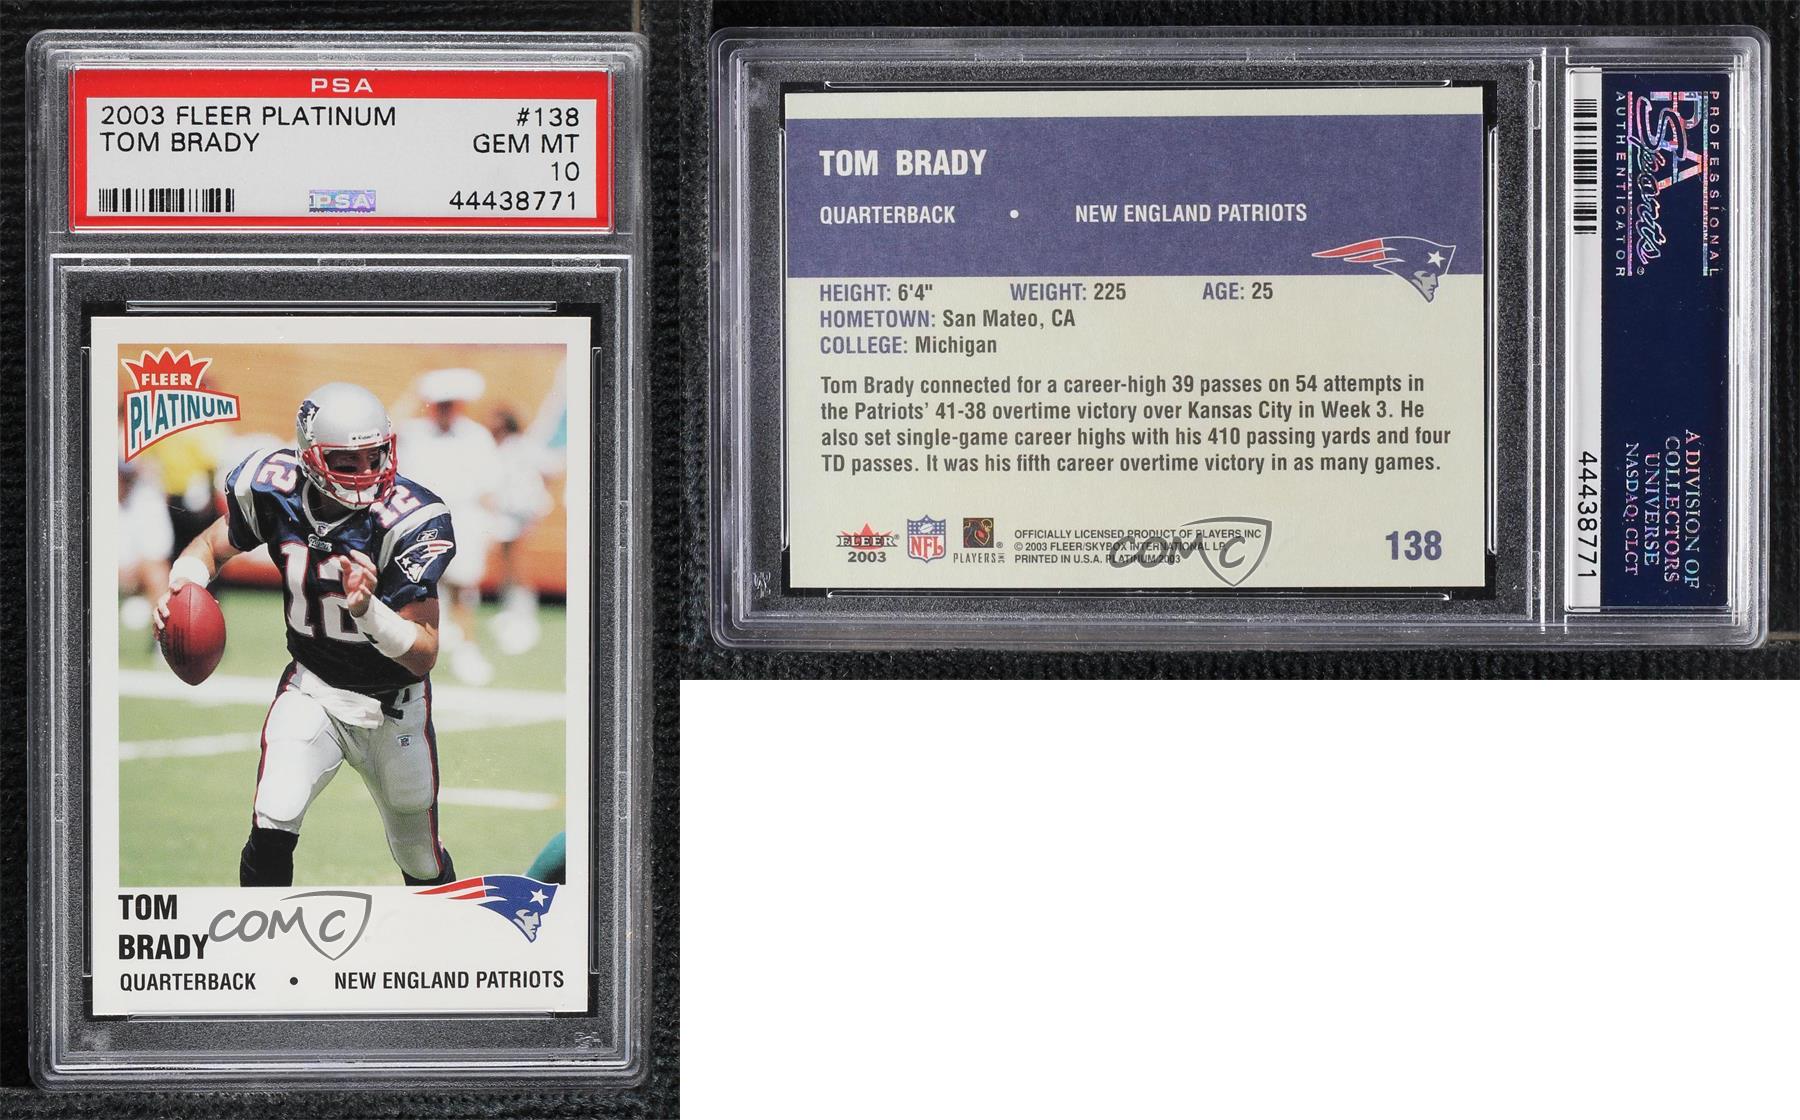 PSA
2003 FLEER PLATINUM #138
TOM BRADY GEM MT
10
PSA 44438771
FLEER
PLATINUM
12
12
12
TOM
BRADY
COMC
QUARTERBACK • NEW ENGLAND PATRIOTS
TOM BRADY
QUARTERBACK • NEW ENGLAND PATRIOTS
HEIGHT: 6'4" WEIGHT: 225 AGE: 25
HOMETOWN: San Mateo, CA
COLLEGE: Michigan
Tom Brady connected for a career-high 39 passes on 54 attempts in
the Patriots' 41-38 overtime victory over Kansas City in Week 3. He
also set single-game career highs with his 410 passing yards and four
TD passes. It was his fifth career overtime victory in as many games.
FLEER
2003
NFL
PLAYERS INC
OFFICIALLY LICENSED PRODUCT OF PLAYERS INC
© 2003 FLEER/SKYBOX INTERNATIONAL LP
PRINTED IN U.S.A. PLATINUM 2003
COMC
138
PSA
Sports
PROFESSIONAL
AUTHENTICATOR
A DIVISION OF
COLLECTORS
UNIVERSE
NASDAQ: CLCT
44438771